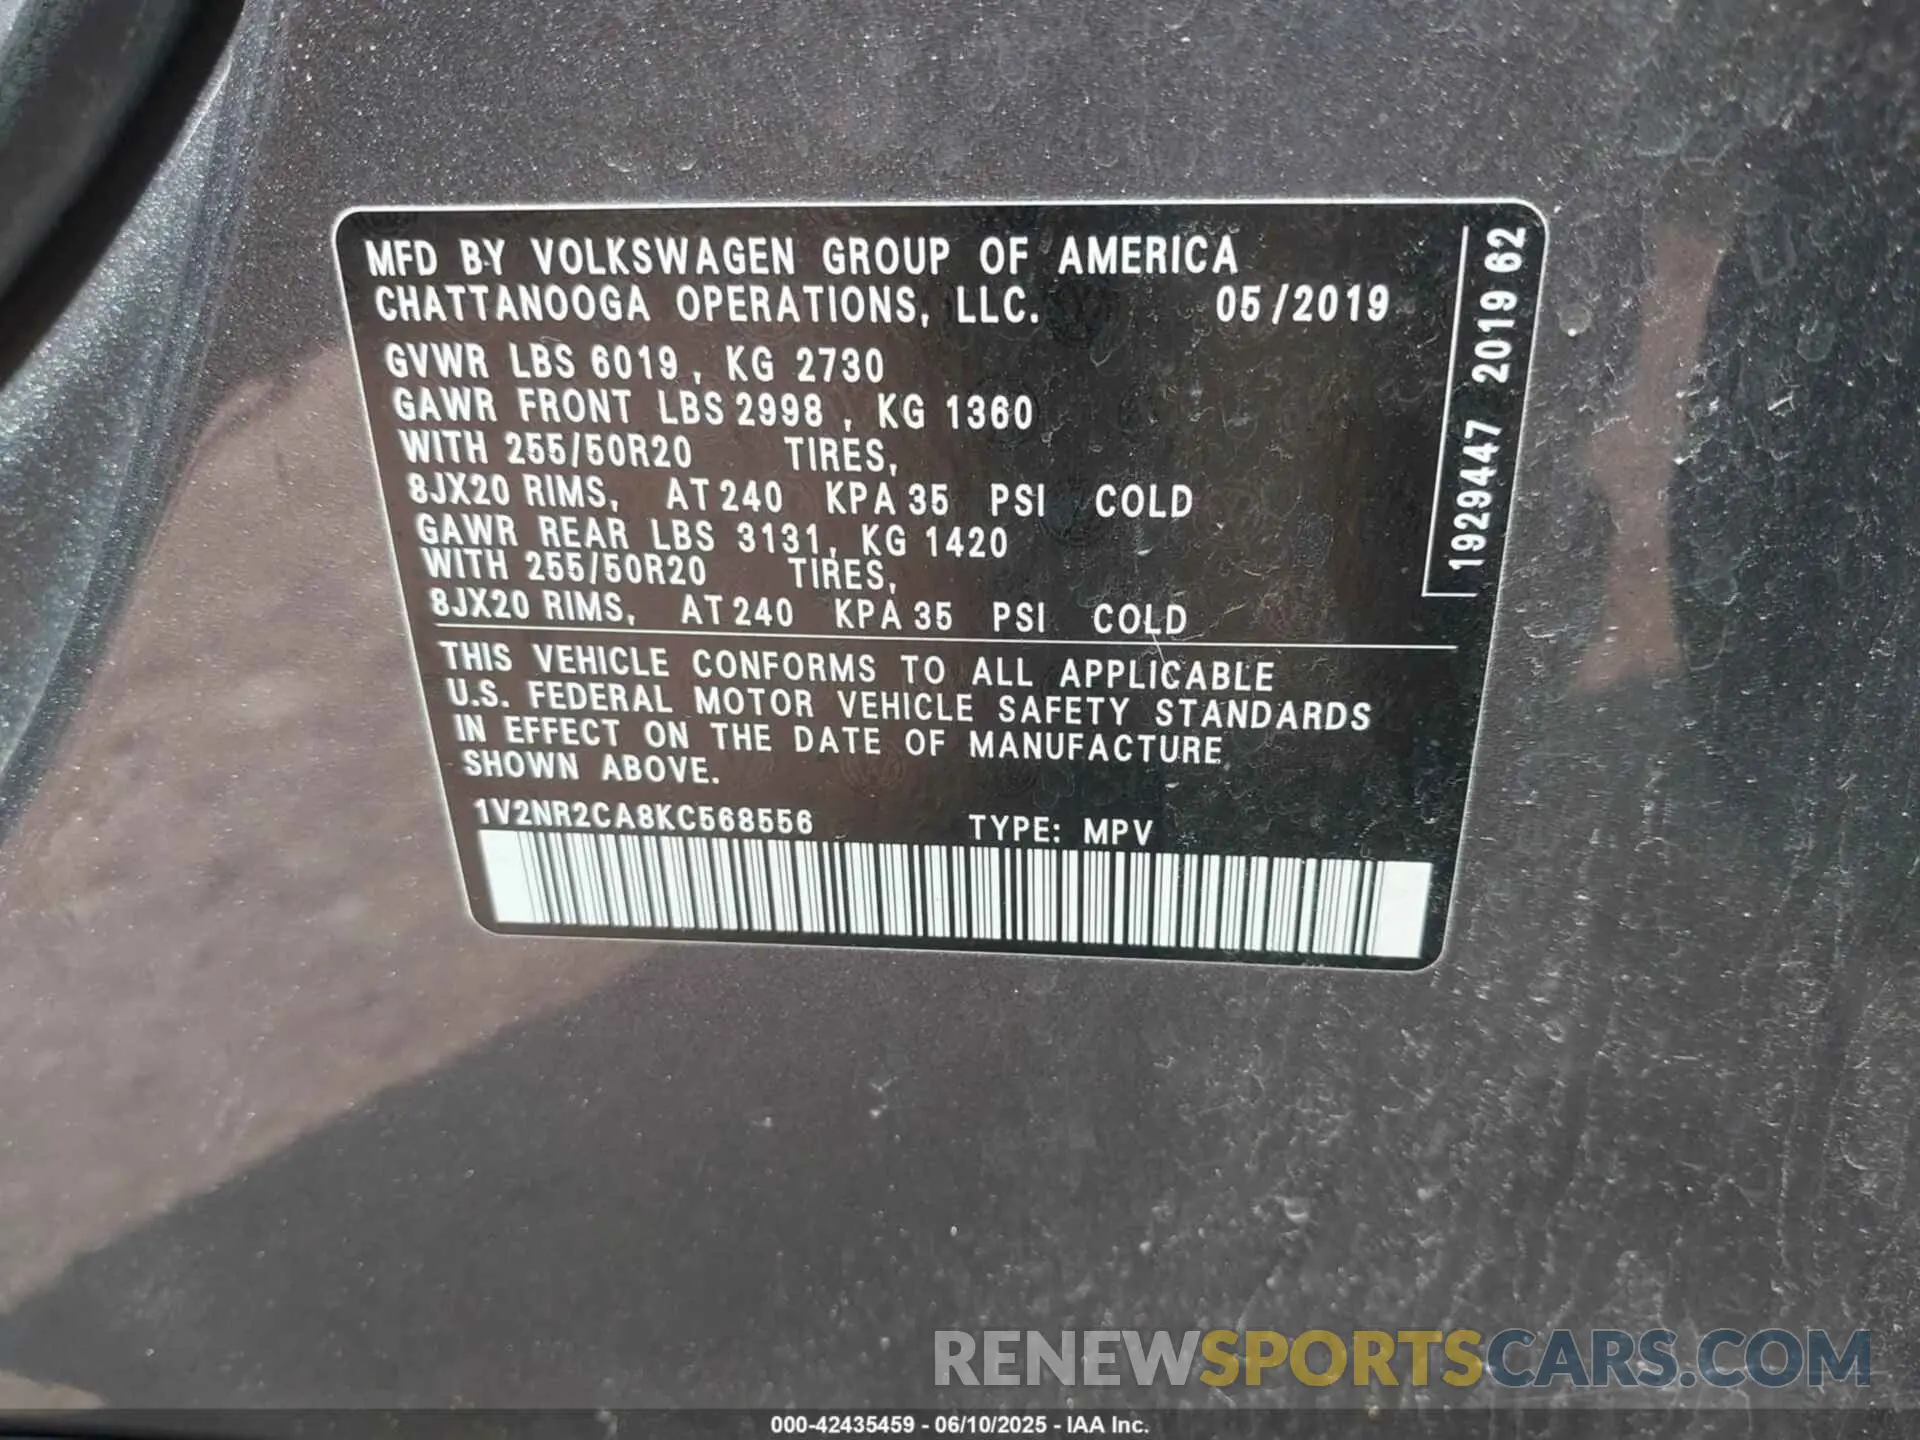 MFD BY VOLKSWAGEN GROUP OF AMERICA
CHATTANOOGA OPERATIONS, LLC. 05/2019
GVWR LBS 6019, KG 2730
GAWR FRONT LBS 2998, KG 1360
WITH 255/50R20 TIRES,
8JX20 RIMS, AT 240 KPA 35 PSI COLD
GAWR REAR LBS 3131, KG 1420
WITH 255/50R20 TIRES,
8JX20 RIMS, AT 240 KPA 35 PSI COLD
THIS VEHICLE CONFORMS TO ALL APPLICABLE
U.S. FEDERAL MOTOR VEHICLE SAFETY STANDARDS
IN EFFECT ON THE DATE OF MANUFACTURE
SHOWN ABOVE.
1V2NR2CA8KC568556 TYPE: MPV
1929447 2019 62
RENEWSPORTSCARS.COM
000-42435459 - 06/10/2025 - IAA Inc.